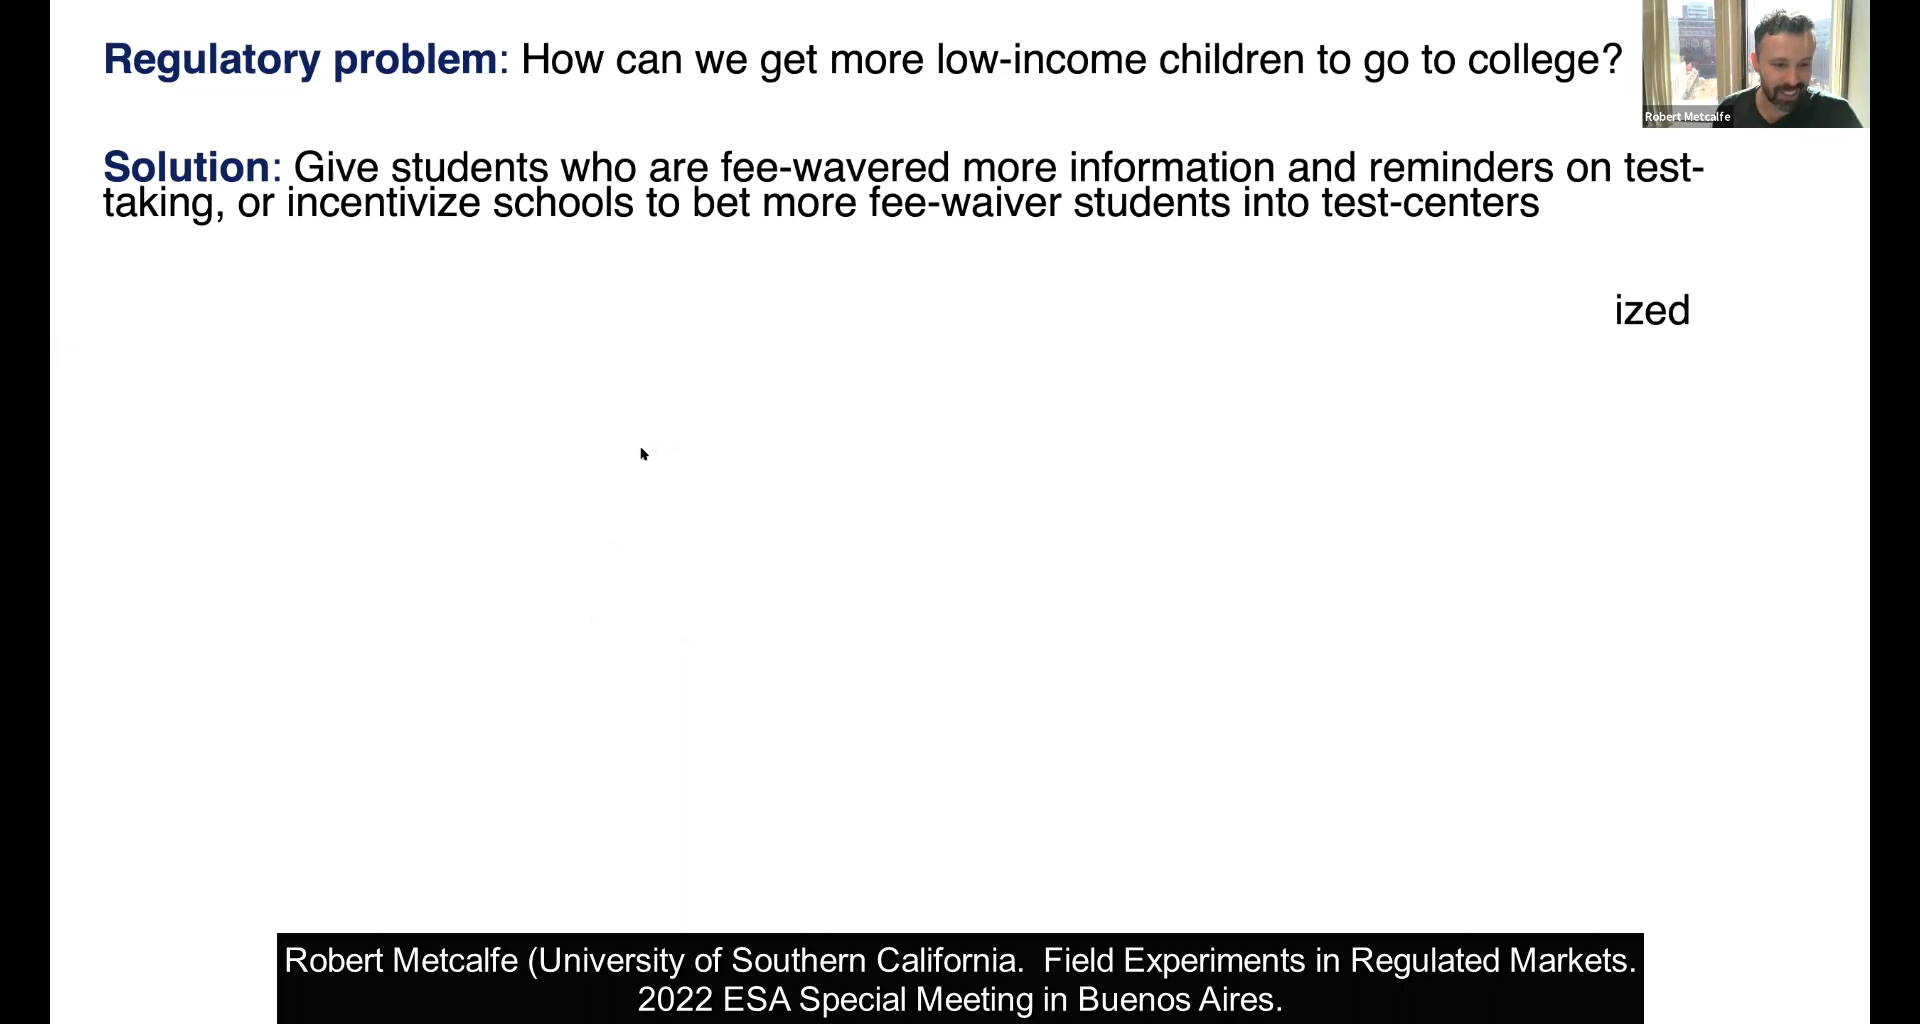 Regulatory problem: How can we get more low-income children to go to college?
Robert Metcalfe
Solution: Give students who are fee-wavered more information and reminders on test-
taking, or incentivize schools to bet more fee-waiver students into test-centers
ized
Robert Metcalfe (University of Southern California.  Field Experiments in Regulated Markets.
2022 ESA Special Meeting in Buenos Aires.